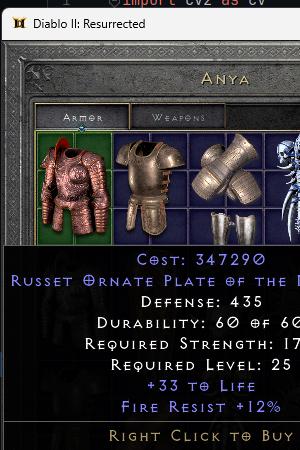 import cv2 as cv
Diablo II: Resurrected
Anya
Armor
Weapons
Cost: 347290
Russet Ornate Plate of the
Defense: 435
Durability: 60 of 60
Required Strength: 17
Required Level: 25
+33 to Life
Fire Resist +12%
Right Click to Buy